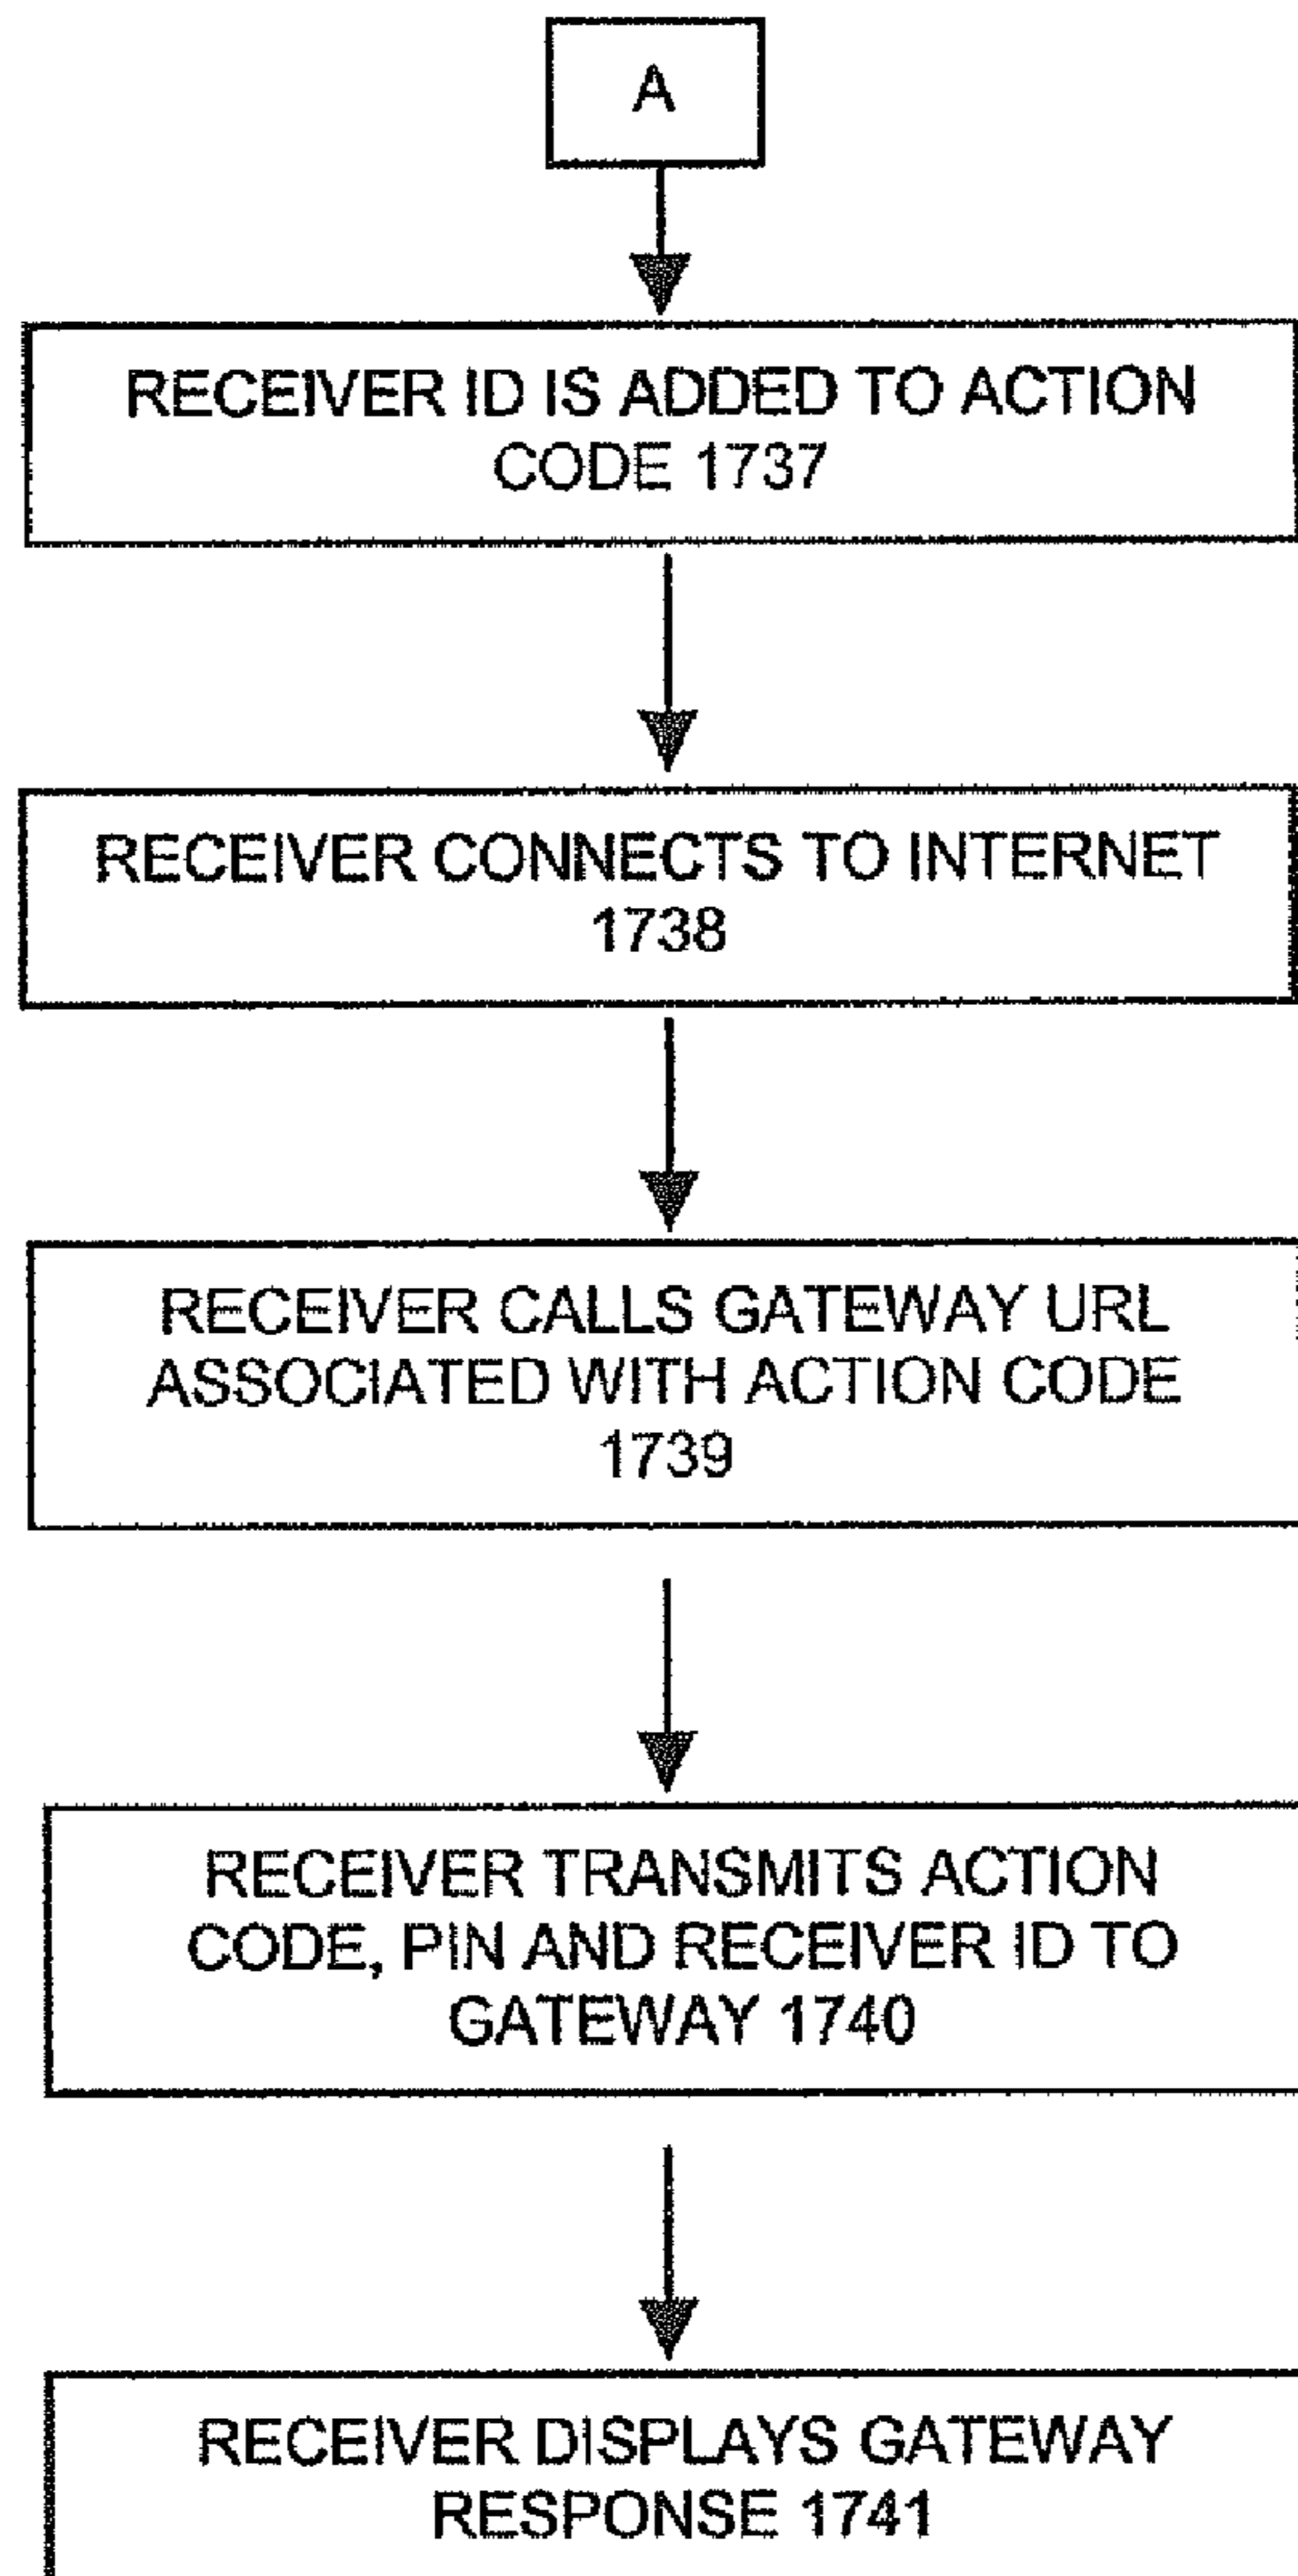 A
RECEIVER ID IS ADDED TO ACTION
CODE 1737
RECEIVER CONNECTS TO INTERNET
1738
RECEIVER CALLS GATEWAY URL
ASSOCIATED WITH ACTION CODE
1739
RECEIVER TRANSMITS ACTION
CODE, PIN AND RECEIVER ID TO
GATEWAY 1740
RECEIVER DISPLAYS GATEWAY
RESPONSE 1741